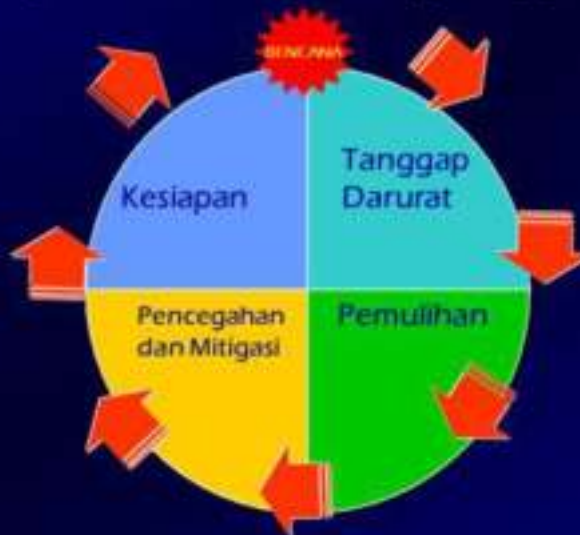 BENCANA
Kesiapan
Tanggap
Darurat
Pencegahan
dan Mitigasi
Pemulihan